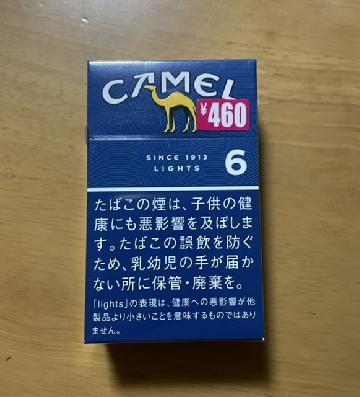 CAMEL
¥460
SINCE 1913
LIGHTS
6
たばこの煙は、子供の健
康にも悪影響を及ぼしま
す。たばこの誤飲を防ぐ
ため、乳幼児の手が届か
ない所に保管・廃棄を。
「lights」の表現は、健康への悪影響が他
製品より小さいことを意味するものではあり
ません。